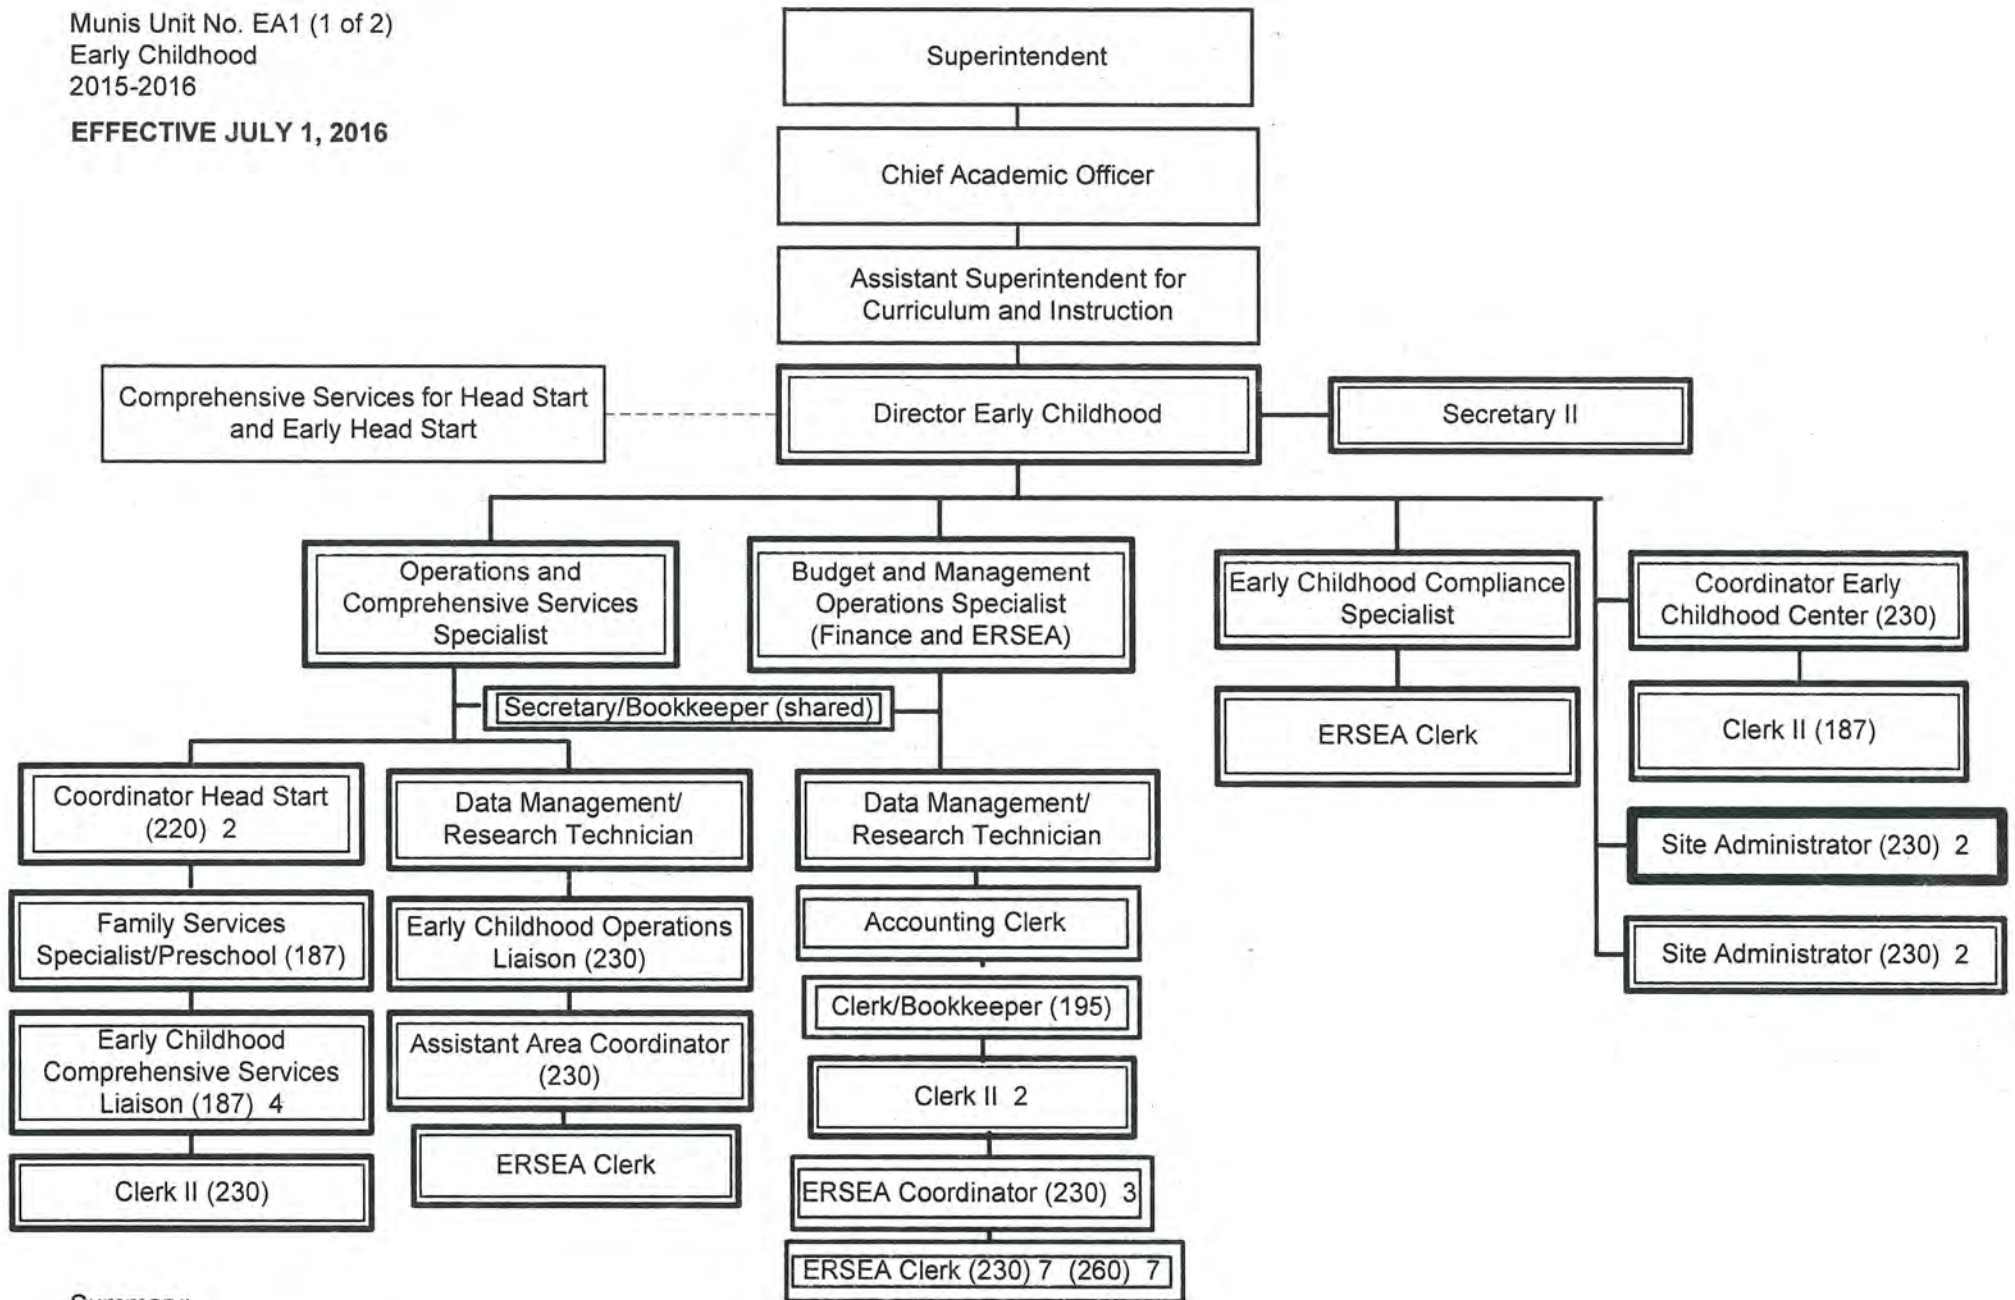 Munis Unit No. EA1 (1 of 2)
Early Childhood
2015-2016
EFFECTIVE JULY 1, 2016
Superintendent
Chief Academic Officer
Assistant Superintendent for
Curriculum and Instruction
Comprehensive Services for Head Start
and Early Head Start
Director Early Childhood
Secretary II
Operations and
Comprehensive Services
Specialist
Budget and Management
Operations Specialist
(Finance and ERSEA)
Early Childhood Compliance
Specialist
Coordinator Early
Childhood Center (230)
Secretary/Bookkeeper (shared)
ERSEA Clerk
Clerk II (187)
Coordinator Head Start
(220) 2
Data Management/
Research Technician
Data Management/
Research Technician
Site Administrator (230) 2
Family Services
Specialist/Preschool (187)
Early Childhood Operations
Liaison (230)
Accounting Clerk
Site Administrator (230) 2
Clerk/Bookkeeper (195)
Early Childhood
Comprehensive Services
Liaison (187) 4
Assistant Area Coordinator
(230)
Clerk II 2
Clerk II (230)
ERSEA Clerk
ERSEA Coordinator (230) 3
ERSEA Clerk (230) 7 (260) 7